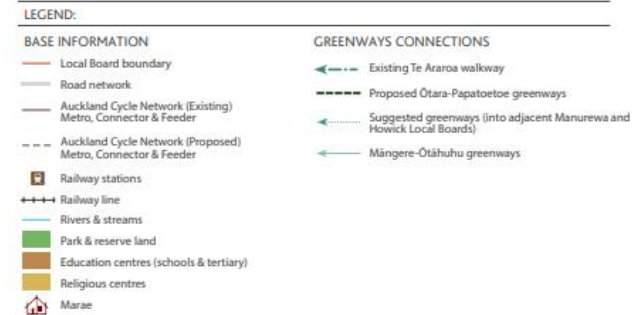 LEGEND:
BASE INFORMATION
Local Board boundary
Road network
Auckland Cycle Network (Existing)
Metro, Connector & Feeder
Auckland Cycle Network (Proposed)
Metro, Connector & Feeder
Railway stations
Railway line
Rivers & streams
Park & reserve land
Education centres (schools & tertiary)
Religious centres
Marae
GREENWAYS CONNECTIONS
Existing Te Araroa walkway
Proposed Ōtara-Papatoetoe greenways
Suggested greenways (into adjacent Manurewa and
Howick Local Boards)
Māngere-Ōtāhuhu greenways